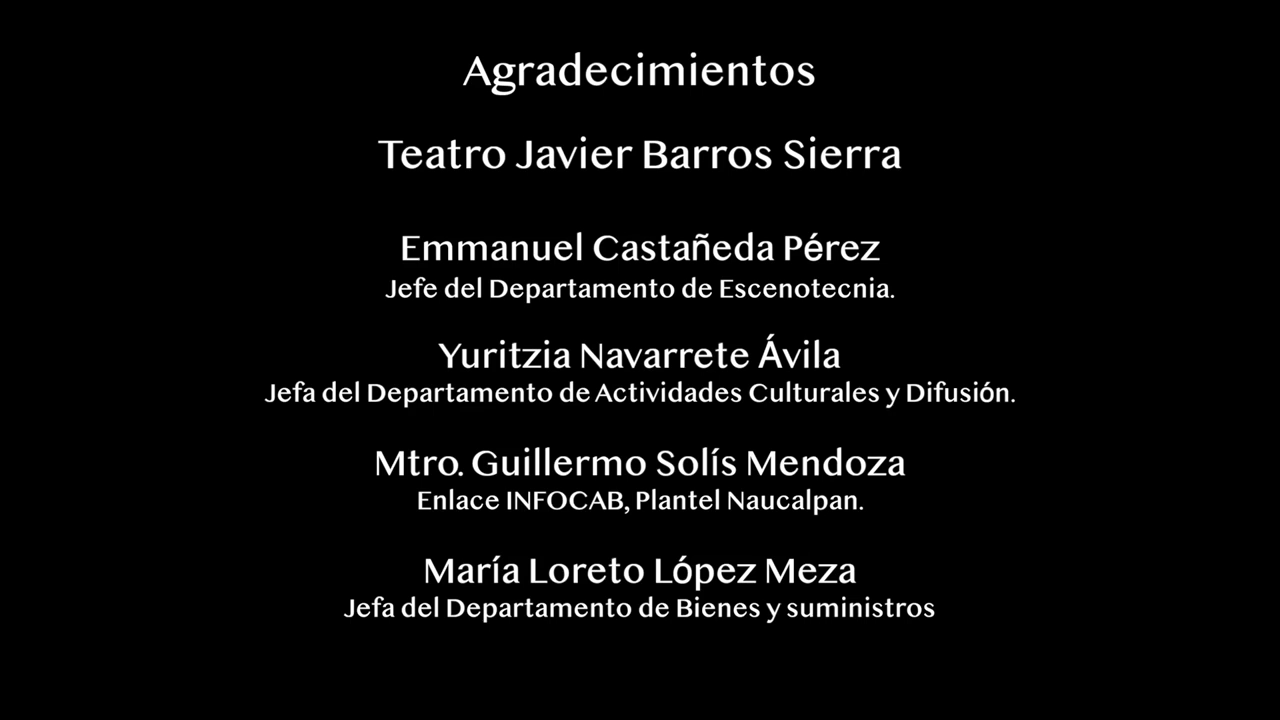 Agradecimientos
Teatro Javier Barros Sierra
Emmanuel Castañeda Pérez
Jefe del Departamento de Escenotecnia.
Yuritzia Navarrete Ávila
Jefa del Departamento de Actividades Culturales y Difusión.
Mtro. Guillermo Solís Mendoza
Enlace INFOCAB, Plantel Naucalpan.
María Loreto López Meza
Jefa del Departamento de Bienes y suministros